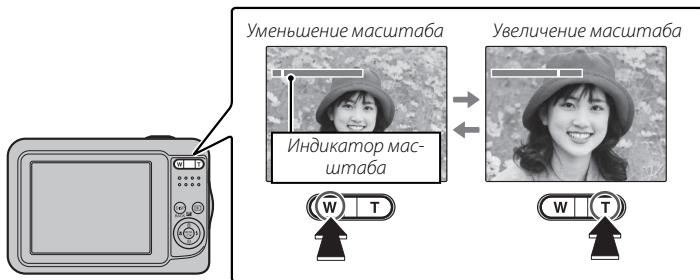 Уменьшение масштаба
Увеличение масштаба
Индикатор мас-
штаба
W T
W T
W T